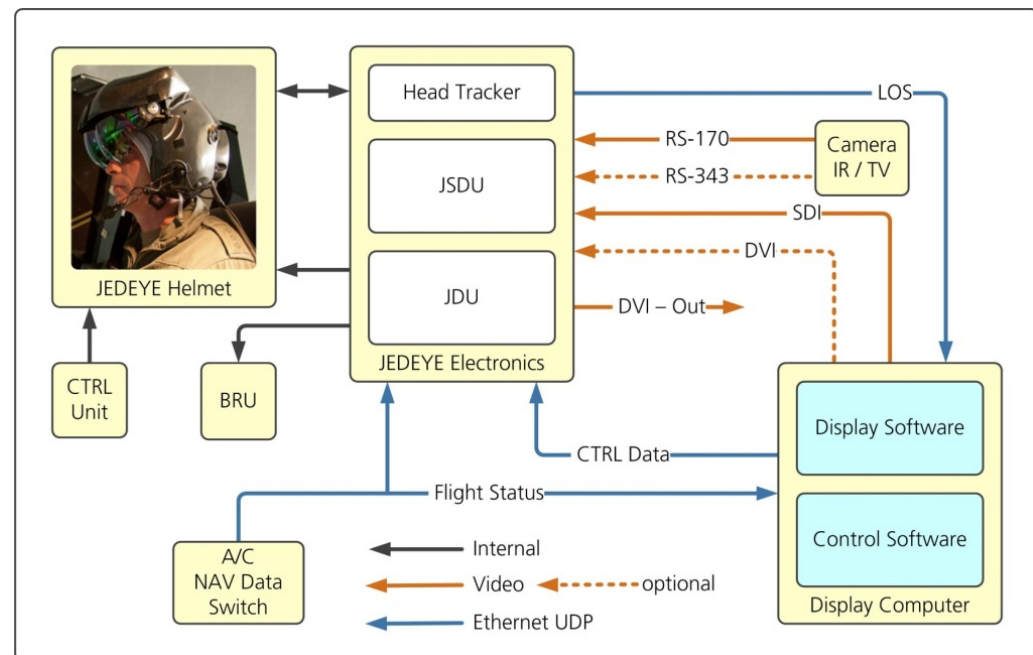 Head Tracker
JSDU
JDU
JEDEYE Electronics
JEDEYE Helmet
CTRL
Unit
BRU
LOS
RS-170
RS-343
Camera
IR / TV
SDI
DVI
DVI – Out
CTRL Data
Flight Status
Display Software
Control Software
Display Computer
A/C
NAV Data
Switch
Internal
Video
optional
Ethernet UDP